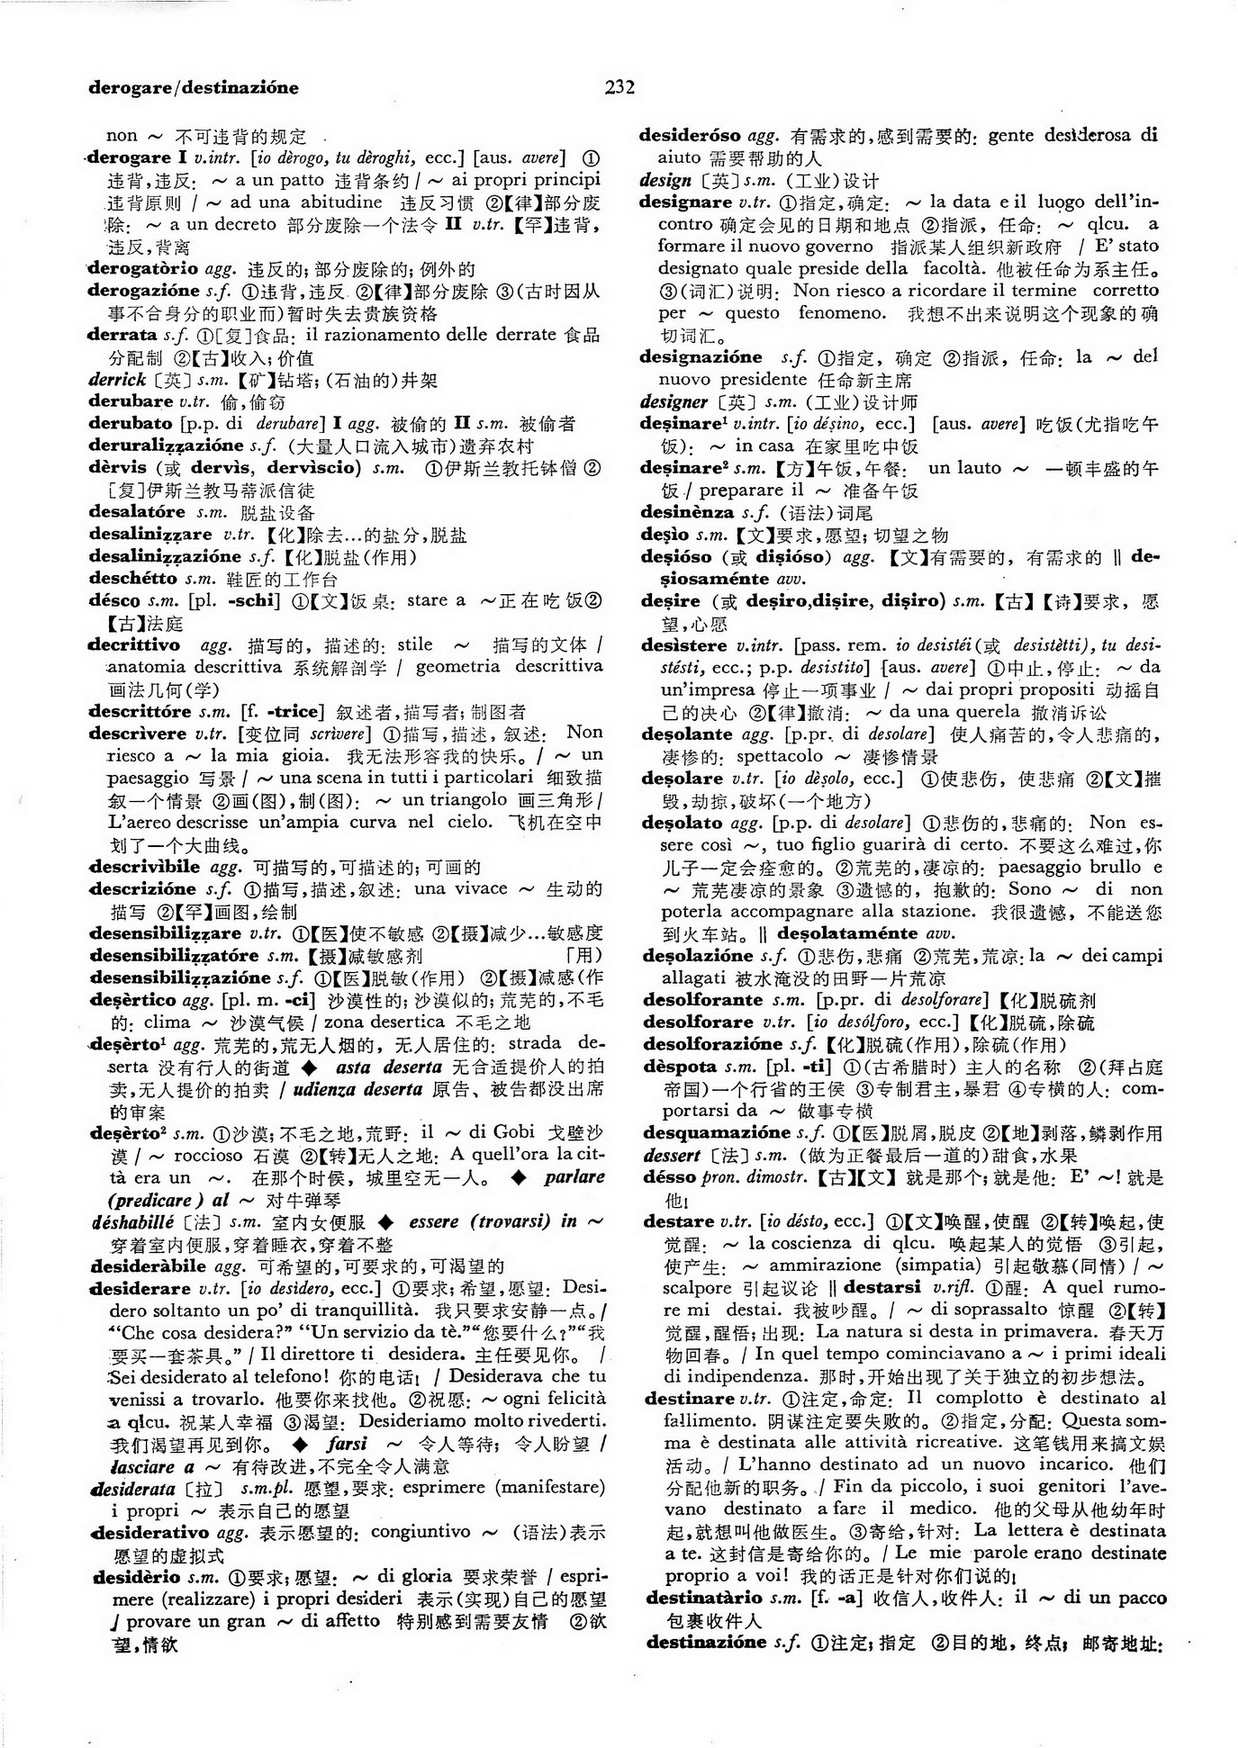 derogare/destinazióne
232
non ～ 不可违背的规定
derogare I v.intr. [io dèrogo, tu dèroghi, ecc.] [aus. avere] ①
违背,违反: ～ a un patto 违背条约 / ～ ai propri principi
违背原则 / ～ ad una abitudine 违反习惯 ②【律】部分废
除: ～ a un decreto 部分废除一个法令 II v.tr.【罕】违背,
违反,背离
derogatòrio agg. 违反的; 部分废除的; 例外的
derogazióne s.f. ①违背,违反 ②【律】部分废除 ③(古时因从
事不合身分的职业而)暂时失去贵族资格
derrata s.f. ①[复]食品: il razionamento delle derrate 食品
分配制 ②【古】收入; 价值
derrick〔英〕s.m.【矿】钻塔; (石油的)井架
derubare v.tr. 偷,偷窃
derubato [p.p. di derubare] I agg. 被偷的 II s.m. 被偷者
deruralizzazióne s.f. (大量人口流入城市)遗弃农村
dèrvis (或 dervìs, dervìscio) s.m. ①伊斯兰教托钵僧 ②
[复]伊斯兰教马蒂派信徒
desalatóre s.m. 脱盐设备
desalinizzare v.tr.【化】除去…的盐分,脱盐
desalinizzazióne s.f.【化】脱盐(作用)
deschétto s.m. 鞋匠的工作台
désco s.m. [pl. -schi] ①【文】饭桌: stare a ～正在吃饭②
【古】法庭
decrittivo agg. 描写的, 描述的: stile ～ 描写的文体 /
anatomia descrittiva 系统解剖学 / geometria descrittiva
画法几何(学)
descrittóre s.m. [f. -trice] 叙述者,描写者; 制图者
descrìvere v.tr. [变位同 scrìvere] ①描写,描述, 叙述: Non
riesco a ～ la mia gioia. 我无法形容我的快乐。/ ～ un
paesaggio 写景 / ～ una scena in tutti i particolari 细致描
叙一个情景 ②画(图),制(图): ～ un triangolo 画三角形/
L'aereo descrisse un'ampia curva nel cielo. 飞机在空中
划了一个大曲线。
descrivìbile agg. 可描写的,可描述的; 可画的
descrizióne s.f. ①描写,描述,叙述: una vivace ～ 生动的
描写 ②【罕】画图,绘制
desensibilizzare v.tr. ①【医】使不敏感 ②【摄】减少…敏感度
desensibilizzatóre s.m.【摄】减敏感剂 「用)
desensibilizzazióne s.f. ①【医】脱敏(作用) ②【摄】减感(作
desèrtico agg. [pl. m. -ci] 沙漠性的; 沙漠似的; 荒芜的,不毛
的: clima ～ 沙漠气候 / zona desertica 不毛之地
desèrto¹ agg. 荒芜的,荒无人烟的, 无人居住的: strada de-
serta 没有行人的街道 ◆ asta deserta 无合适提价人的拍
卖,无人提价的拍卖 / udienza deserta 原告、被告都没出席
的审案
desèrto² s.m. ①沙漠; 不毛之地,荒野: il ～ di Gobi 戈壁沙
漠 / ～ roccioso 石漠 ②【转】无人之地: A quell'ora la cit-
tà era un ～. 在那个时候, 城里空无一人。 ◆ parlare
(predicare) al ～ 对牛弹琴
déshabillé〔法〕s.m. 室内女便服 ◆ essere (trovarsi) in ～
穿着室内便服,穿着睡衣,穿着不整
desideràbile agg. 可希望的,可要求的,可渴望的
desiderare v.tr. [io desìdero, ecc.] ①要求; 希望,愿望: Desi-
dero soltanto un po' di tranquillità. 我只要求安静一点。/
“Che cosa desidera?” “Un servizio da tè.”“您要什么?”“我
要买一套茶具。” / Il direttore ti desidera. 主任要见你。 /
Sei desiderato al telefono! 你的电话! / Desiderava che tu
venissi a trovarlo. 他要你来找他。②祝愿: ～ ogni felicità
a qlcu. 祝某人幸福 ③渴望: Desideriamo molto rivederti.
我们渴望再见到你。 ◆ farsi ～ 令人等待; 令人盼望 /
lasciare a ～ 有待改进,不完全令人满意
desiderata〔拉〕 s.m.pl. 愿望,要求: esprimere (manifestare)
i propri ～ 表示自己的愿望
desiderativo agg. 表示愿望的: congiuntivo ～ (语法)表示
愿望的虚拟式
desidèrio s.m. ①要求; 愿望: ～ di gloria 要求荣誉 / espri-
mere (realizzare) i propri desideri 表示(实现)自己的愿望
/ provare un gran ～ di affetto 特别感到需要友情 ②欲
望,情欲
desideróso agg. 有需求的,感到需要的: gente desiderosa di
aiuto 需要帮助的人
design〔英〕s.m. (工业)设计
designare v.tr. ①指定,确定: ～ la data e il luogo dell'in-
contro 确定会见的日期和地点 ②指派, 任命: ～ qlcu. a
formare il nuovo governo 指派某人组织新政府 / E' stato
designato quale preside della facoltà. 他被任命为系主任。
③(词汇)说明: Non riesco a ricordare il termine corretto
per ～ questo fenomeno. 我想不出来说明这个现象的确
切词汇。
designazióne s.f. ①指定, 确定 ②指派, 任命: la ～ del
nuovo presidente 任命新主席
designer〔英〕s.m. (工业)设计师
desinare¹ v.intr. [io désino, ecc.] [aus. avere] 吃饭(尤指吃午
饭): ～ in casa 在家里吃中饭
desinare² s.m.【方】午饭,午餐: un lauto ～ 一顿丰盛的午
饭 / preparare il ～ 准备午饭
desinènza s.f. (语法)词尾
desìo s.m.【文】要求,愿望; 切望之物
desióso (或 disióso) agg.【文】有需要的, 有需求的 ‖ de-
siosaménte avv.
desire (或 desiro,disire, disiro) s.m.【古】【诗】要求, 愿
望,心愿
desìstere v.intr. [pass. rem. io desistéi(或 desistètti), tu desi-
stésti, ecc.; p.p. desistito] [aus. avere] ①中止,停止: ～ da
un'impresa 停止一项事业 / ～ dai propri propositi 动摇自
己的决心 ②【律】撤消: ～ da una querela 撤消诉讼
desolante agg. [p.pr. di desolare] 使人痛苦的,令人悲痛的,
凄惨的: spettacolo ～ 凄惨情景
desolare v.tr. [io dèsolo, ecc.] ①使悲伤, 使悲痛 ②【文】摧
毁,劫掠,破坏(一个地方)
desolato agg. [p.p. di desolare] ①悲伤的,悲痛的: Non es-
sere così ～, tuo figlio guarirà di certo. 不要这么难过,你
儿子一定会痊愈的。②荒芜的,凄凉的: paesaggio brullo e
～ 荒芜凄凉的景象 ③遗憾的, 抱歉的: Sono ～ di non
poterla accompagnare alla stazione. 我很遗憾, 不能送您
到火车站。‖ desolataménte avv.
desolazióne s.f. ①悲伤,悲痛 ②荒芜,荒凉: la ～ dei campi
allagati 被水淹没的田野一片荒凉
desolforante s.m. [p.pr. di desolforare]【化】脱硫剂
desolforare v.tr. [io desólforo, ecc.]【化】脱硫,除硫
desolforazióne s.f.【化】脱硫(作用),除硫(作用)
dèspota s.m. [pl. -ti] ①(古希腊时) 主人的名称 ②(拜占庭
帝国)一个行省的王侯 ③专制君主,暴君 ④专横的人: com-
portarsi da ～ 做事专横
desquamazióne s.f. ①【医】脱屑,脱皮 ②【地】剥落,鳞剥作用
dessert〔法〕s.m. (做为正餐最后一道的)甜食,水果
désso pron. dimostr.【古】【文】就是那个; 就是他: E' ～! 就是
他!
destare v.tr. [io désto, ecc.] ①【文】唤醒,使醒 ②【转】唤起,使
觉醒: ～ la coscienza di qlcu. 唤起某人的觉悟 ③引起,
使产生: ～ ammirazione (simpatia) 引起敬慕(同情) / ～
scalpore 引起议论 ‖ destarsi v.rifl. ①醒: A quel rumo-
re mi destai. 我被吵醒。/ ～ di soprassalto 惊醒 ②【转】
觉醒,醒悟; 出现: La natura si desta in primavera. 春天万
物回春。/ In quel tempo cominciavano a ～ i primi ideali
di indipendenza. 那时,开始出现了关于独立的初步想法。
destinare v.tr. ①注定,命定: Il complotto è destinato al
fallimento. 阴谋注定要失败的。②指定,分配: Questa som-
ma è destinata alle attività ricreative. 这笔钱用来搞文娱
活动。/ L'hanno destinato ad un nuovo incarico. 他们
分配他新的职务。/ Fin da piccolo, i suoi genitori l'ave-
vano destinato a fare il medico. 他的父母从他幼年时
起,就想叫他做医生。③寄给,针对: La lettera è destinata
a te. 这封信是寄给你的。/ Le mie parole erano destinate
proprio a voi! 我的话正是针对你们说的!
destinatàrio s.m. [f. -a] 收信人,收件人: il ～ di un pacco
包裹收件人
destinazióne s.f. ①注定; 指定 ②目的地, 终点; 邮寄地址: